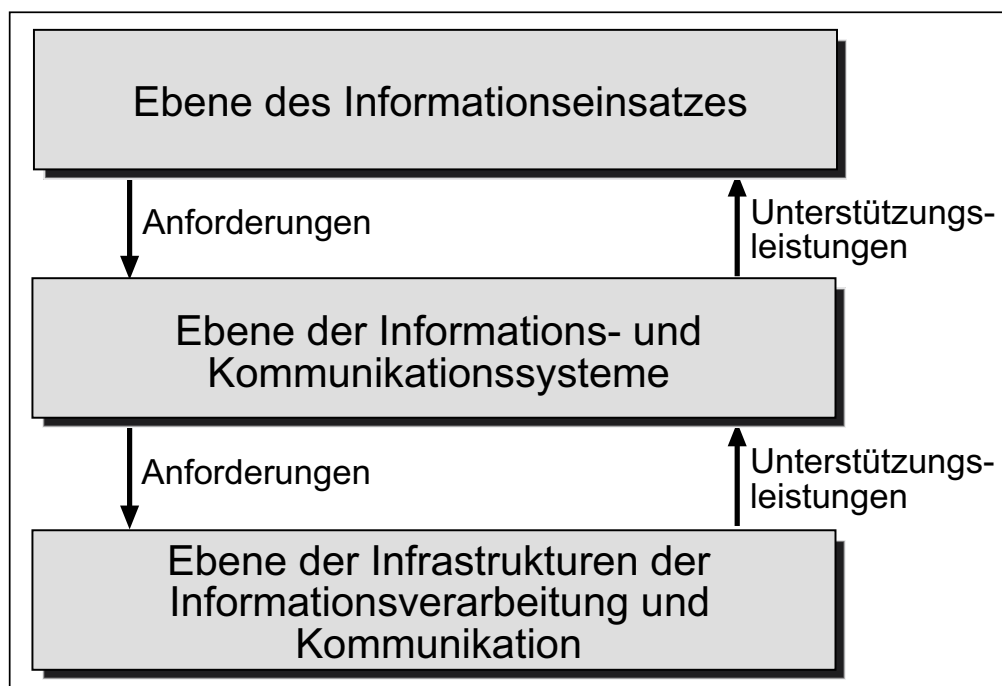 Ebene des Informationseinsatzes
Anforderungen
Unterstützungs-
leistungen
Ebene der Informations- und
Kommunikationssysteme
Anforderungen
Unterstützungs-
leistungen
Ebene der Infrastrukturen der
Informationsverarbeitung und
Kommunikation